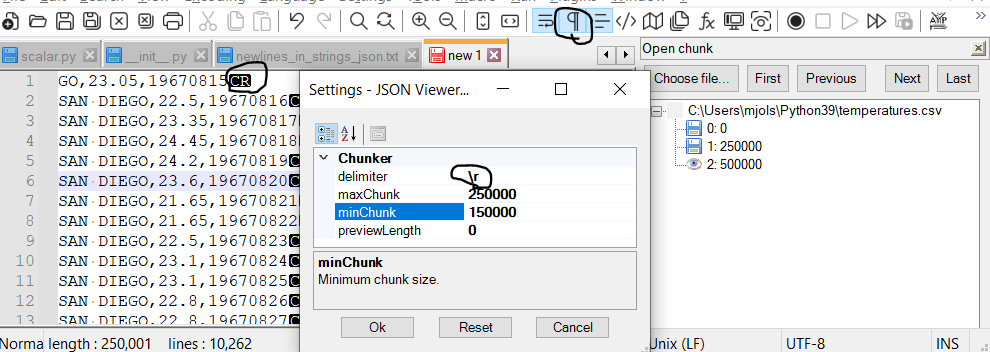 scalar.py __init__.py newlines_in_strings_json.txt new 1
Open chunk
Choose file... First Previous Next Last
C:\Users\mjols\Python39\temperatures.csv
0: 0
1: 250000
2: 500000
1 GO,23.05,19670815CR
2 SAN DIEGO,22.5,19670816
3 SAN DIEGO,23.35,19670817
4 SAN DIEGO,24.45,19670818
5 SAN DIEGO,24.2,19670819
6 SAN DIEGO,23.6,19670820
7 SAN DIEGO,21.65,19670821
8 SAN DIEGO,21.65,19670822
9 SAN DIEGO,22.5,19670823
10 SAN DIEGO,23.1,19670824
11 SAN DIEGO,23.1,19670825
12 SAN DIEGO,22.8,19670826
13 SAN DIEGO,22.8,19670827
Settings - JSON Viewer...
Chunker
delimiter \r
maxChunk 250000
minChunk 150000
previewLength 0
minChunk
Minimum chunk size.
Ok Reset Cancel
Norma length : 250,001 lines : 10,262 Unix (LF) UTF-8 INS